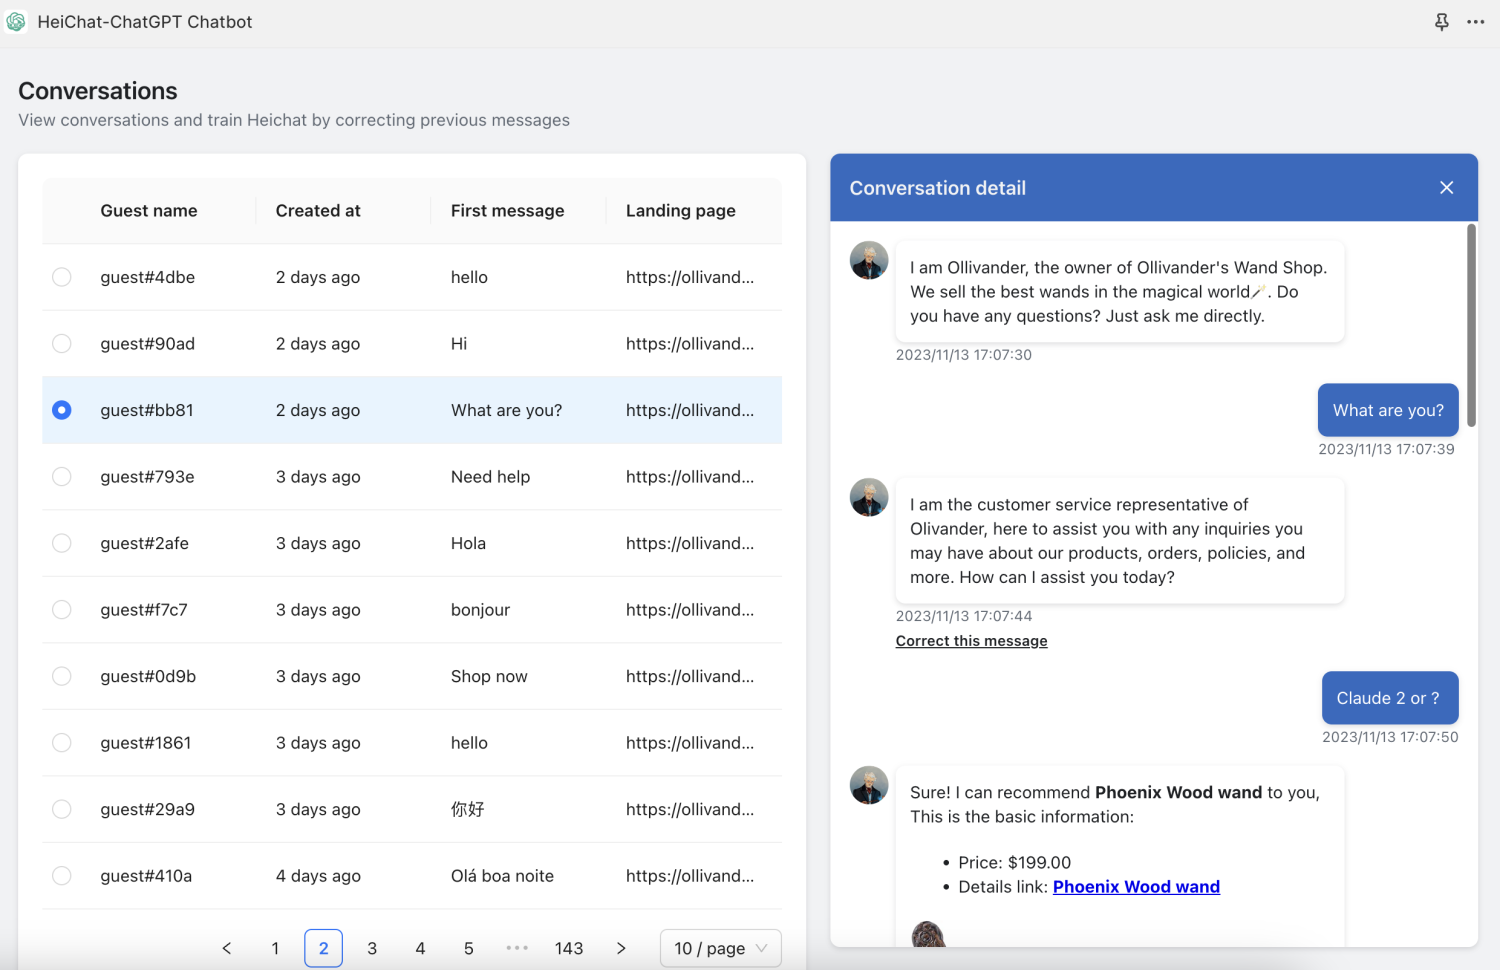 HeiChat-ChatGPT Chatbot
Conversations
View conversations and train Heichat by correcting previous messages
Guest name Created at First message Landing page
guest#4dbe 2 days ago hello https://ollivand...
guest#90ad 2 days ago Hi https://ollivand...
guest#bb81 2 days ago What are you? https://ollivand...
guest#793e 3 days ago Need help https://ollivand...
guest#2afe 3 days ago Hola https://ollivand...
guest#f7c7 3 days ago bonjour https://ollivand...
guest#0d9b 3 days ago Shop now https://ollivand...
guest#1861 3 days ago hello https://ollivand...
guest#29a9 3 days ago 你好 https://ollivand...
guest#410a 4 days ago Olá boa noite https://ollivand...
< 1 2 3 4 5 ••• 143 > 10 / page
Conversation detail
I am Ollivander, the owner of Ollivander's Wand Shop.
We sell the best wands in the magical world🪄. Do
you have any questions? Just ask me directly.
2023/11/13 17:07:30
What are you?
2023/11/13 17:07:39
I am the customer service representative of
Olivander, here to assist you with any inquiries you
may have about our products, orders, policies, and
more. How can I assist you today?
2023/11/13 17:07:44
Correct this message
Claude 2 or ?
2023/11/13 17:07:50
Sure! I can recommend Phoenix Wood wand to you,
This is the basic information:
• Price: $199.00
• Details link: Phoenix Wood wand